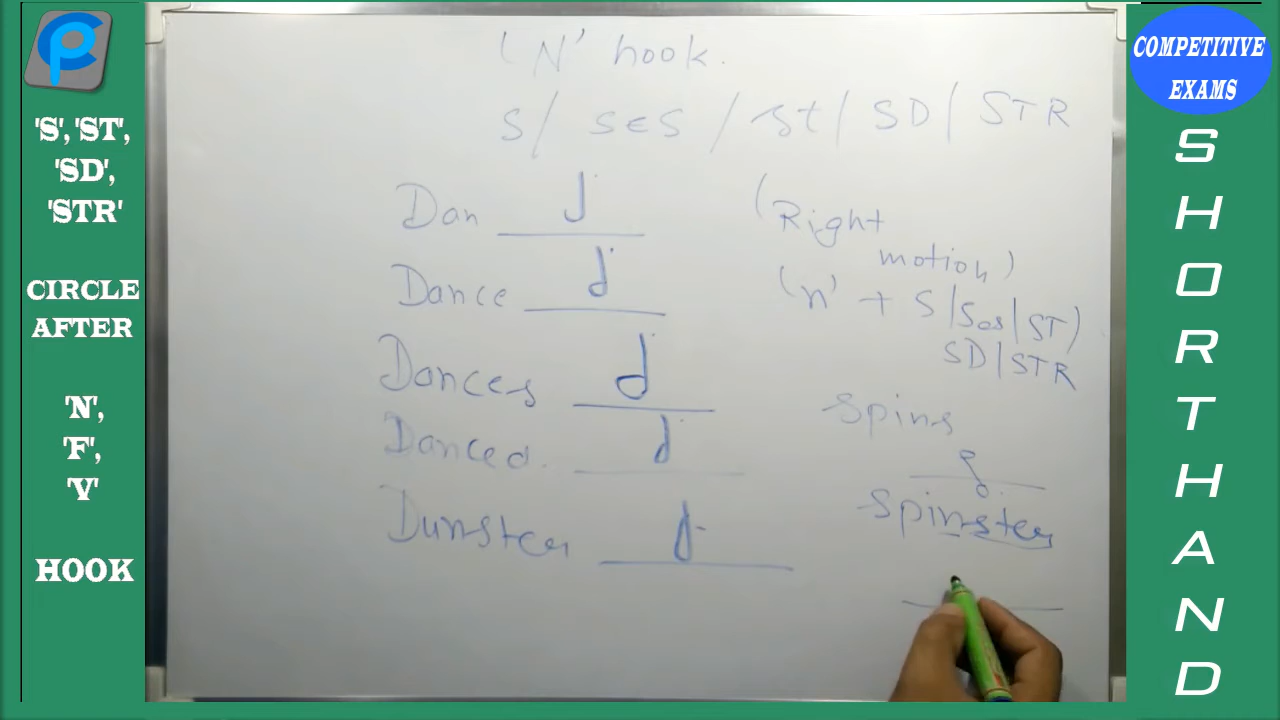 'S', 'ST',
'SD',
'STR'
CIRCLE
AFTER
'N',
'F',
'V'
HOOK
'N' hook.
S / SES / St / SD / STR
Dan
Dance
Dances
Danced.
Dunster
(Right
motion)
'n' + S/Ses/ST)
SD/STR
Spins
Spinster
COMPETITIVE
EXAMS
SHORTHAND